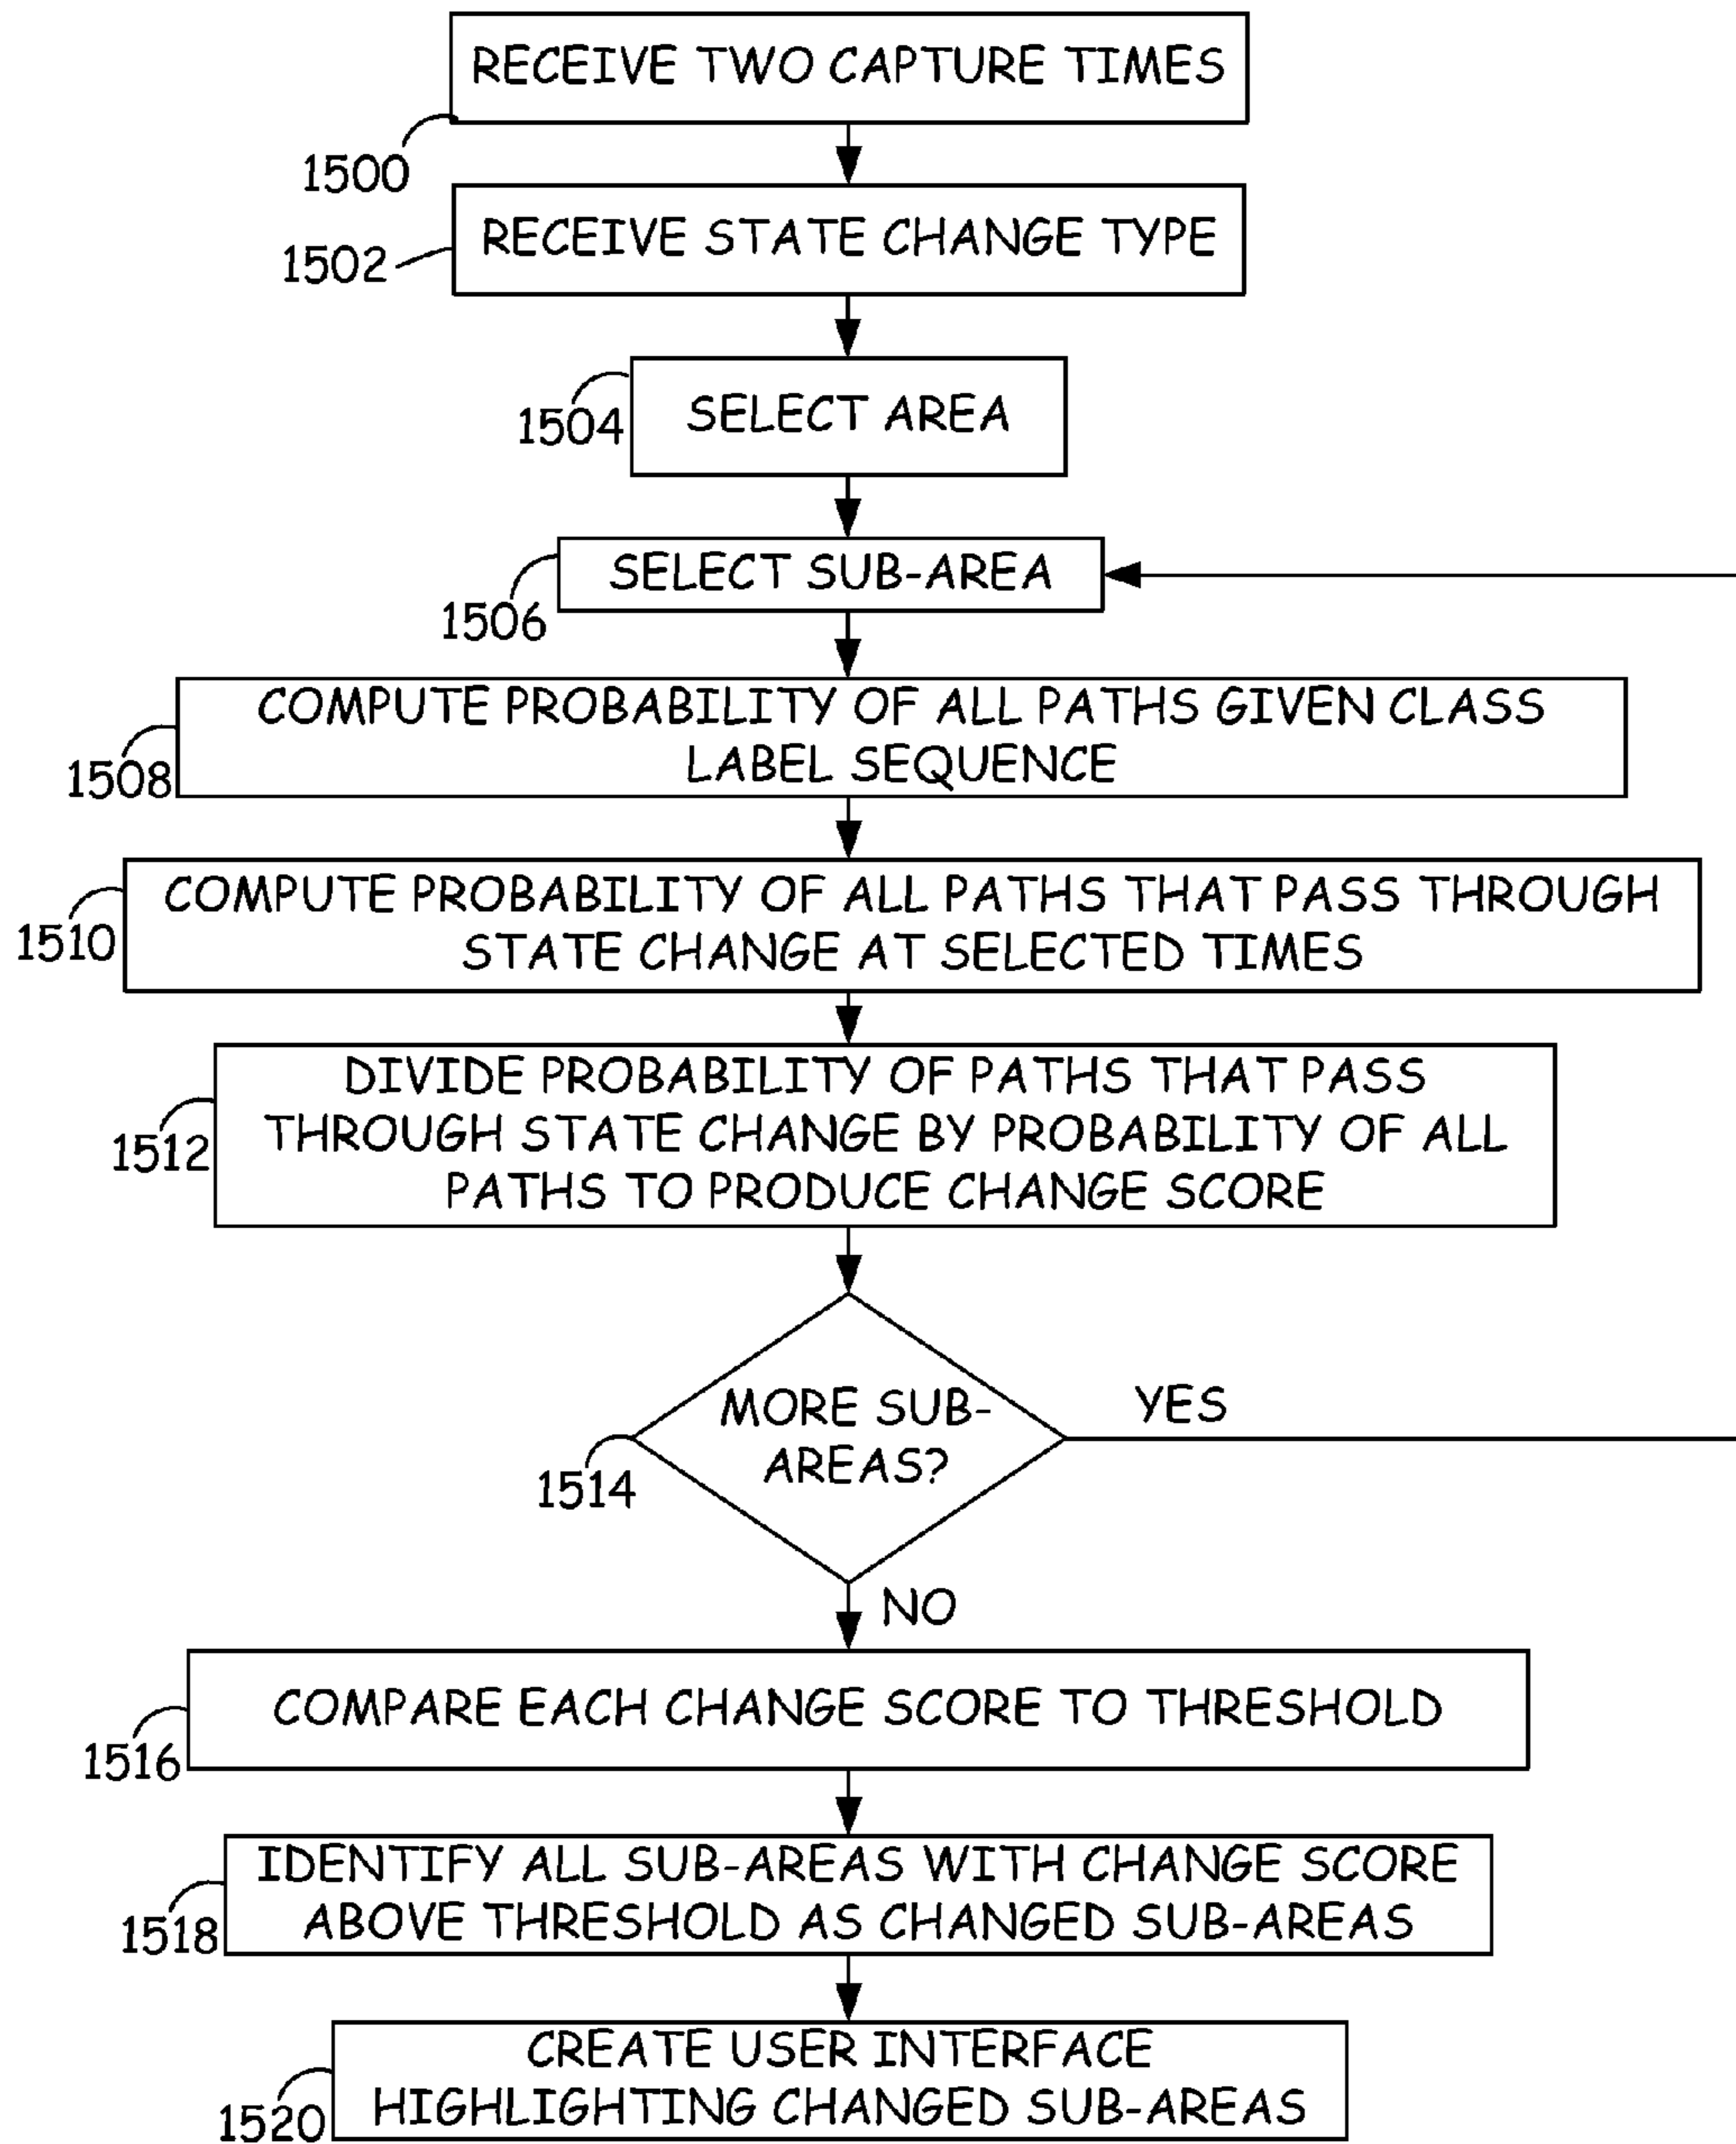 RECEIVE TWO CAPTURE TIMES
1500
RECEIVE STATE CHANGE TYPE
1502
SELECT AREA
1504
SELECT SUB-AREA
1506
COMPUTE PROBABILITY OF ALL PATHS GIVEN CLASS
LABEL SEQUENCE
1508
COMPUTE PROBABILITY OF ALL PATHS THAT PASS THROUGH
STATE CHANGE AT SELECTED TIMES
1510
DIVIDE PROBABILITY OF PATHS THAT PASS
THROUGH STATE CHANGE BY PROBABILITY OF ALL
PATHS TO PRODUCE CHANGE SCORE
1512
MORE SUB-
AREAS?
YES
1514
NO
COMPARE EACH CHANGE SCORE TO THRESHOLD
1516
IDENTIFY ALL SUB-AREAS WITH CHANGE SCORE
ABOVE THRESHOLD AS CHANGED SUB-AREAS
1518
CREATE USER INTERFACE
HIGHLIGHTING CHANGED SUB-AREAS
1520